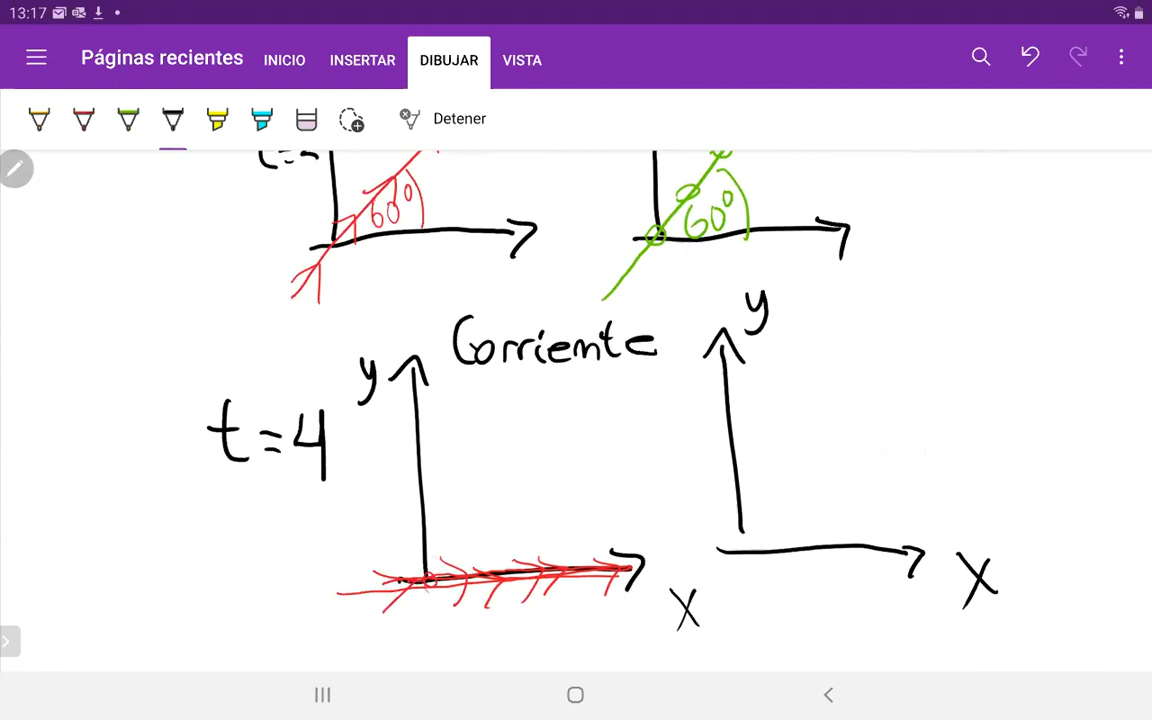 13:17
Páginas recientes INICIO INSERTAR DIBUJAR VISTA
Detener
60° 60°
y Corriente y
t=4
x x